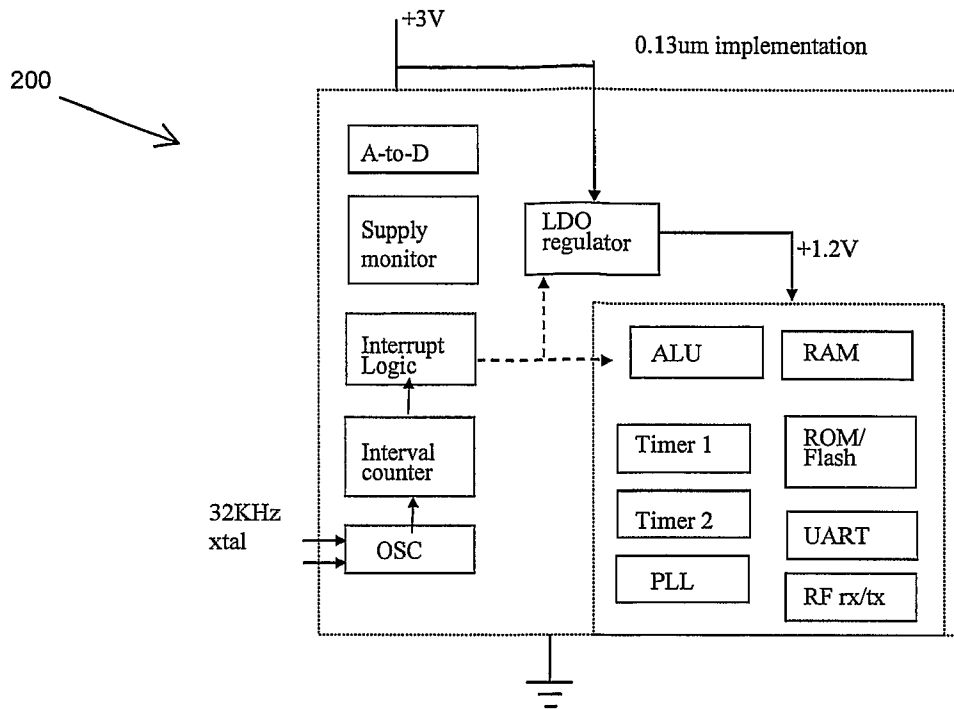 +3V
0.13um implementation
200
A-to-D
Supply
monitor
LDO
regulator
+1.2V
Interrupt
Logic
ALU
RAM
Interval
counter
Timer 1
ROM/
Flash
32KHz
xtal
OSC
Timer 2
UART
PLL
RF rx/tx